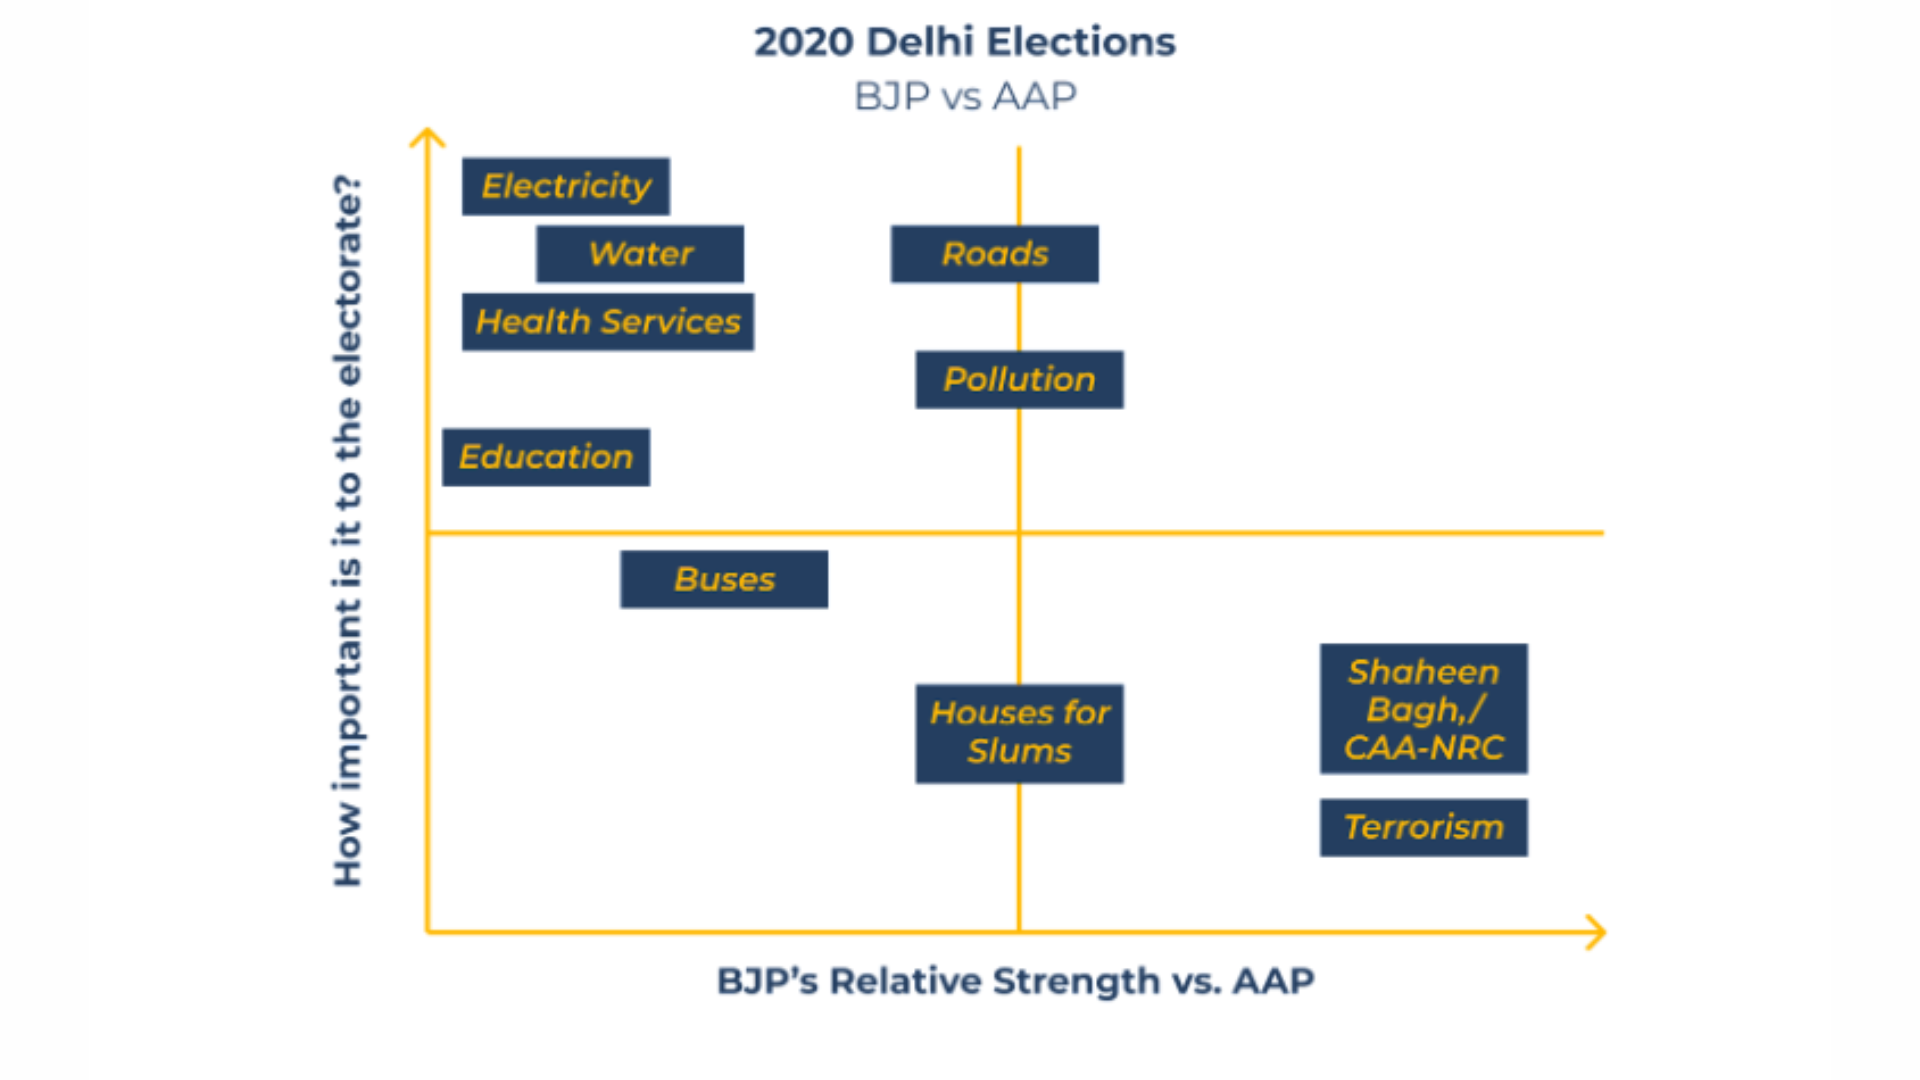 2020 Delhi Elections
BJP vs AAP
How important is it to the electorate?
Electricity
Water
Roads
Health Services
Pollution
Education
Buses
Houses for
Slums
Shaheen
Bagh,/
CAA-NRC
Terrorism
BJP’s Relative Strength vs. AAP